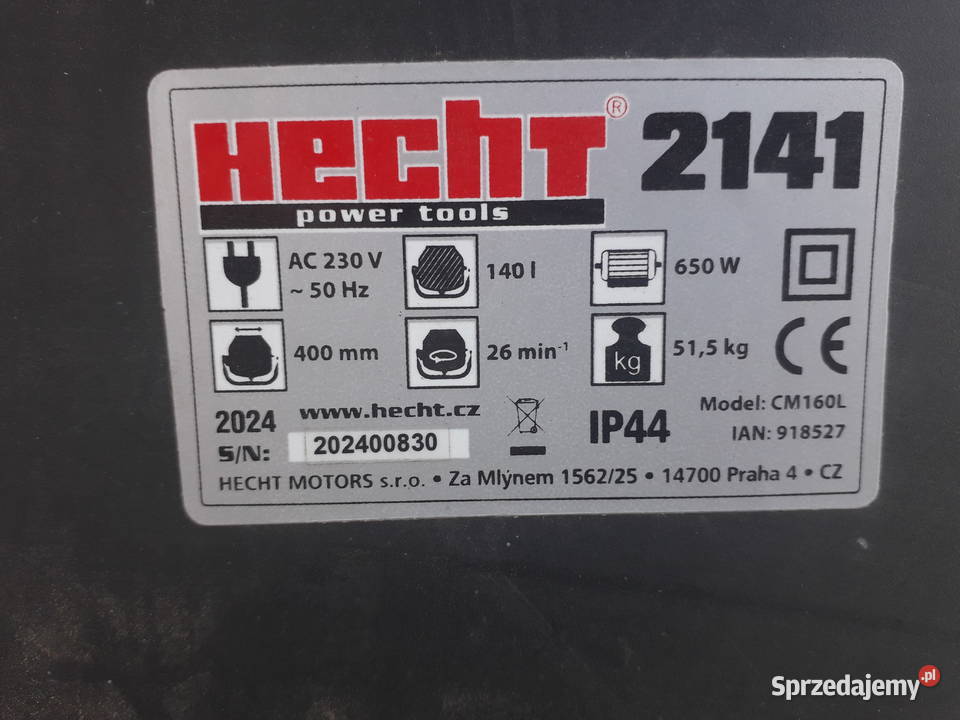 HECHT® 2141
power tools
AC 230 V ~ 50 Hz
140 l
650 W
400 mm
26 min⁻¹
kg
51,5 kg
CE
2024
www.hecht.cz
IP44
Model: CM160L
S/N: 202400830
IAN: 918527
HECHT MOTORS s.r.o. • Za Mlýnem 1562/25 • 14700 Praha 4 • CZ
Sprzedajemy.pl